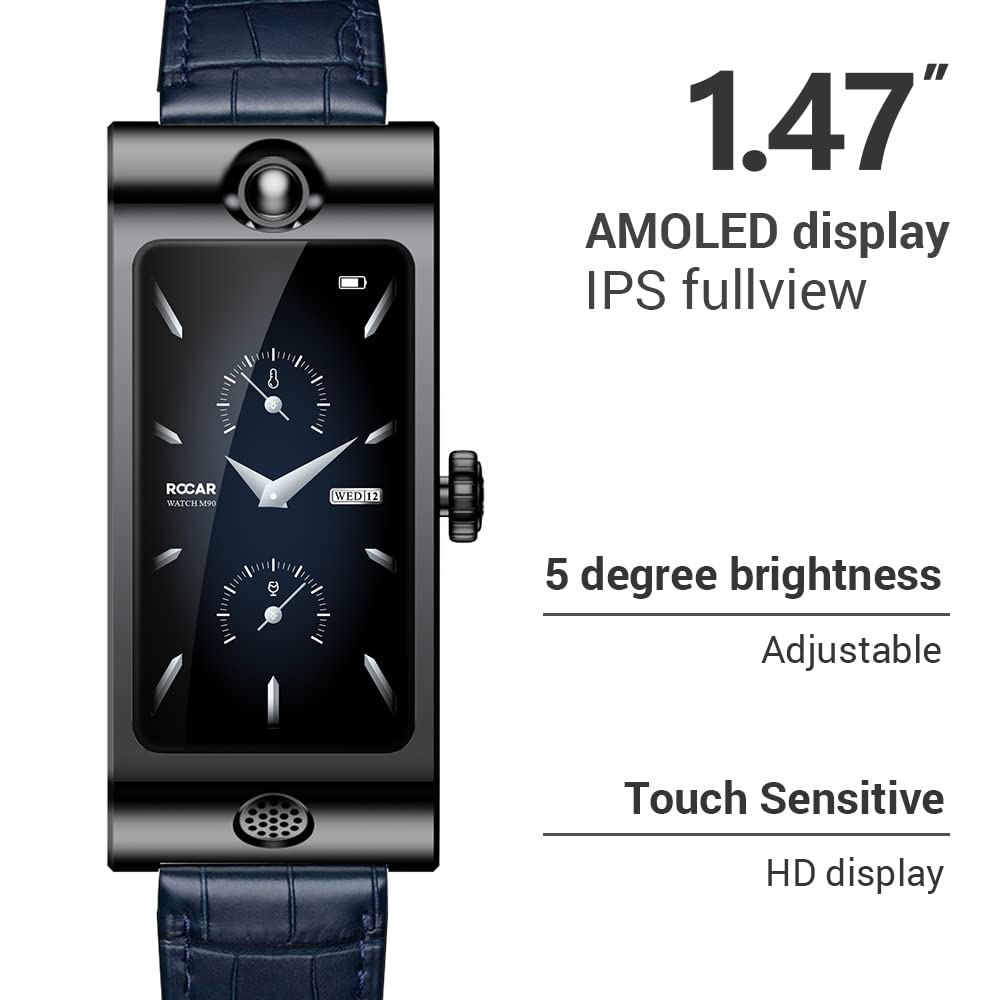 1.47"
AMOLED display
IPS fullview
ROCAR
WATCH M90
WED 12
5 degree brightness
Adjustable
Touch Sensitive
HD display